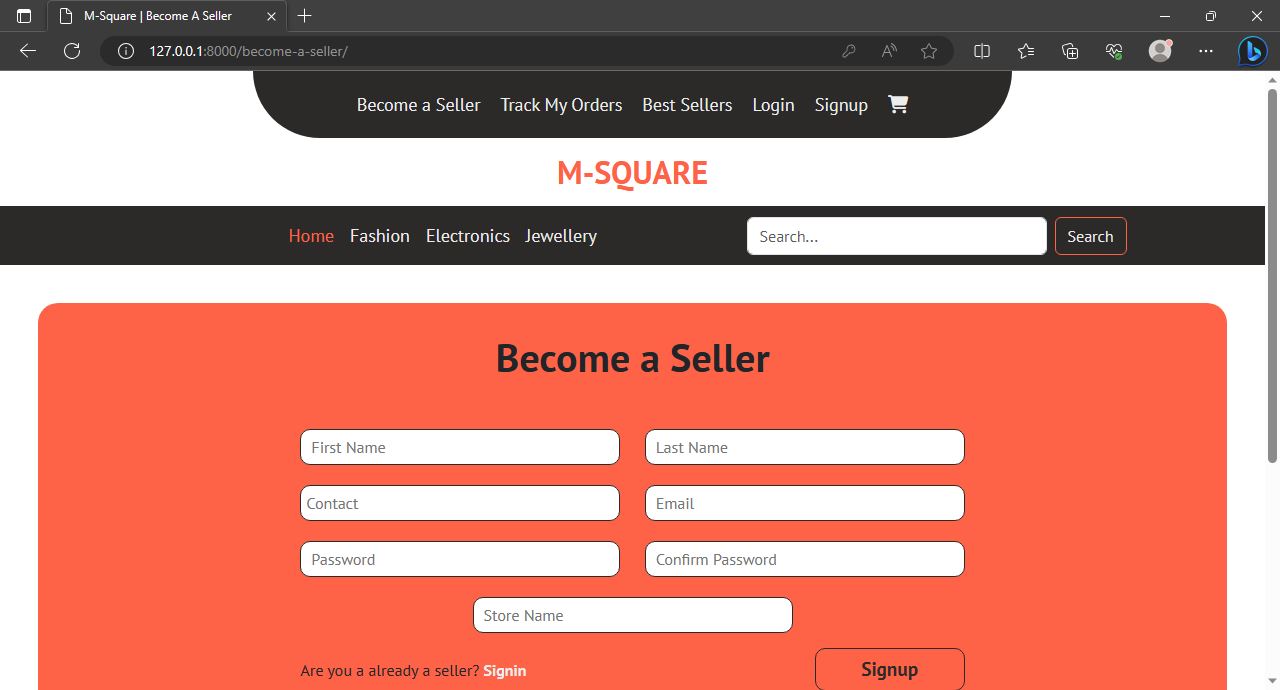 M-Square | Become A Seller
127.0.0.1:8000/become-a-seller/
Become a Seller Track My Orders Best Sellers Login Signup
M-SQUARE
Home Fashion Electronics Jewellery Search... Search
Become a Seller
First Name Last Name
Contact Email
Password Confirm Password
Store Name
Are you a already a seller? Signin Signup